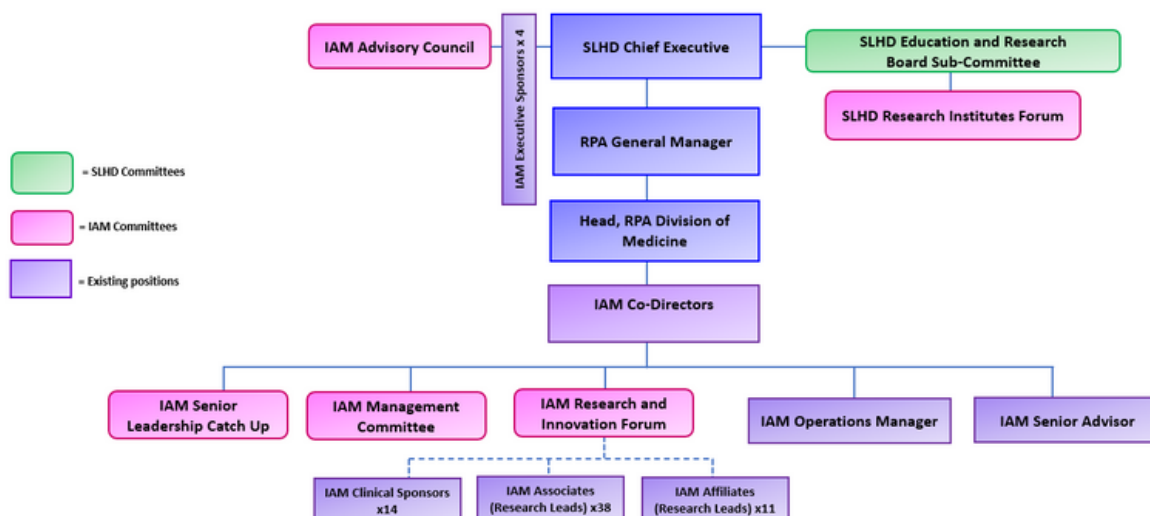 IAM Advisory Council
IAM Executive Sponsors x 4
SLHD Chief Executive
SLHD Education and Research
Board Sub-Committee
SLHD Research Institutes Forum
RPA General Manager
= SLHD Committees
= IAM Committees
= Existing positions
Head, RPA Division of
Medicine
IAM Co-Directors
IAM Senior
Leadership Catch Up
IAM Management
Committee
IAM Research and
Innovation Forum
IAM Operations Manager
IAM Senior Advisor
IAM Clinical Sponsors
x14
IAM Associates
(Research Leads) x38
IAM Affiliates
(Research Leads) x11